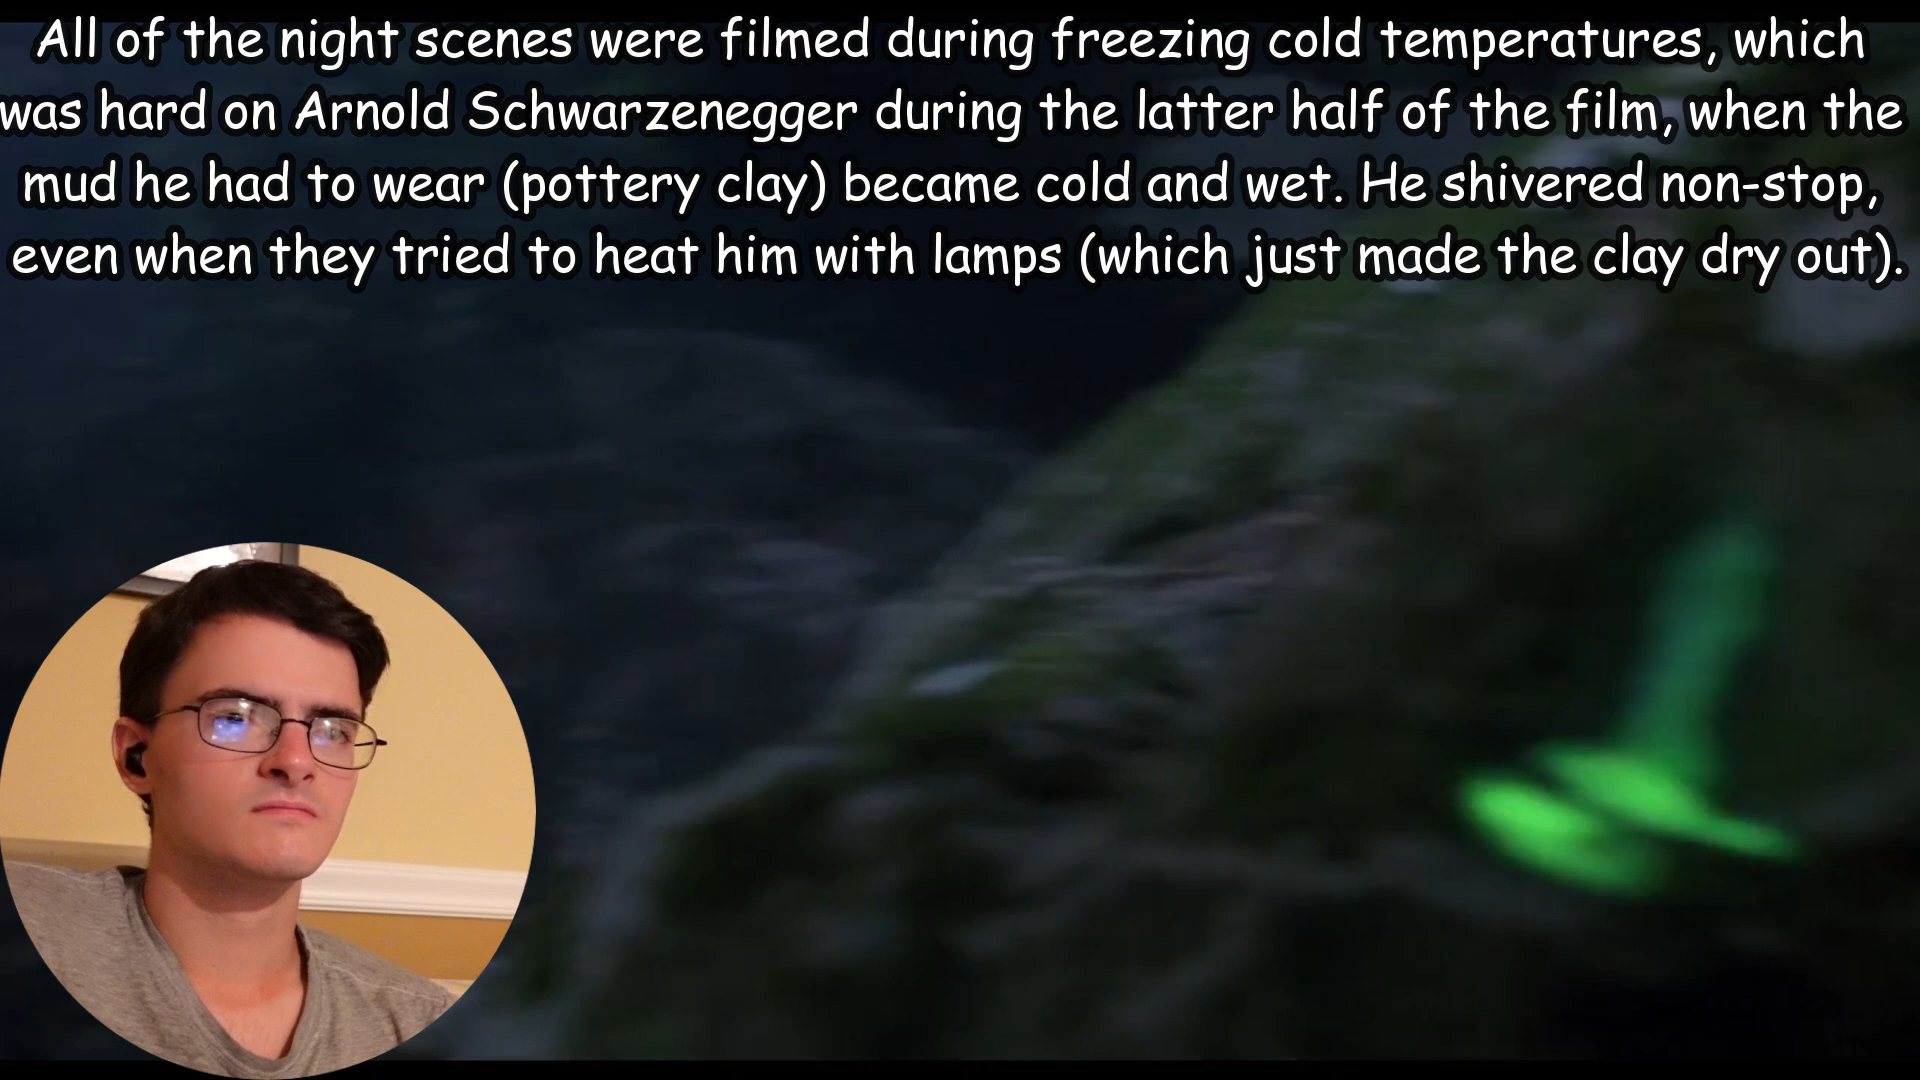 All of the night scenes were filmed during freezing cold temperatures, which
was hard on Arnold Schwarzenegger during the latter half of the film, when the
mud he had to wear (pottery clay) became cold and wet. He shivered non-stop,
even when they tried to heat him with lamps (which just made the clay dry out).